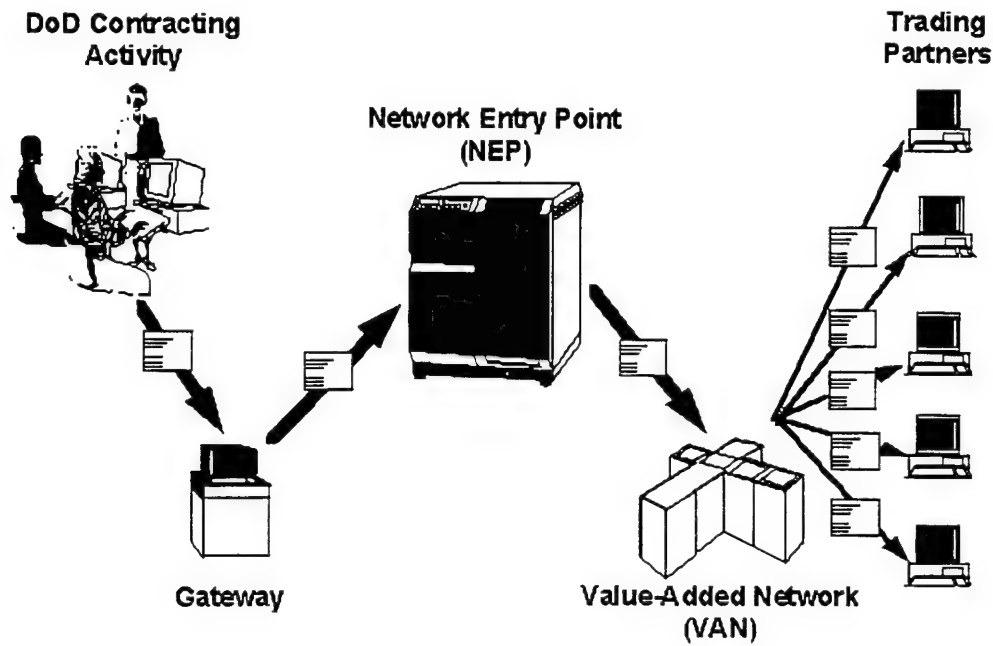 DoD Contracting
Activity
Trading
Partners
Network Entry Point
(NEP)
Gateway
Value-Added Network
(VAN)